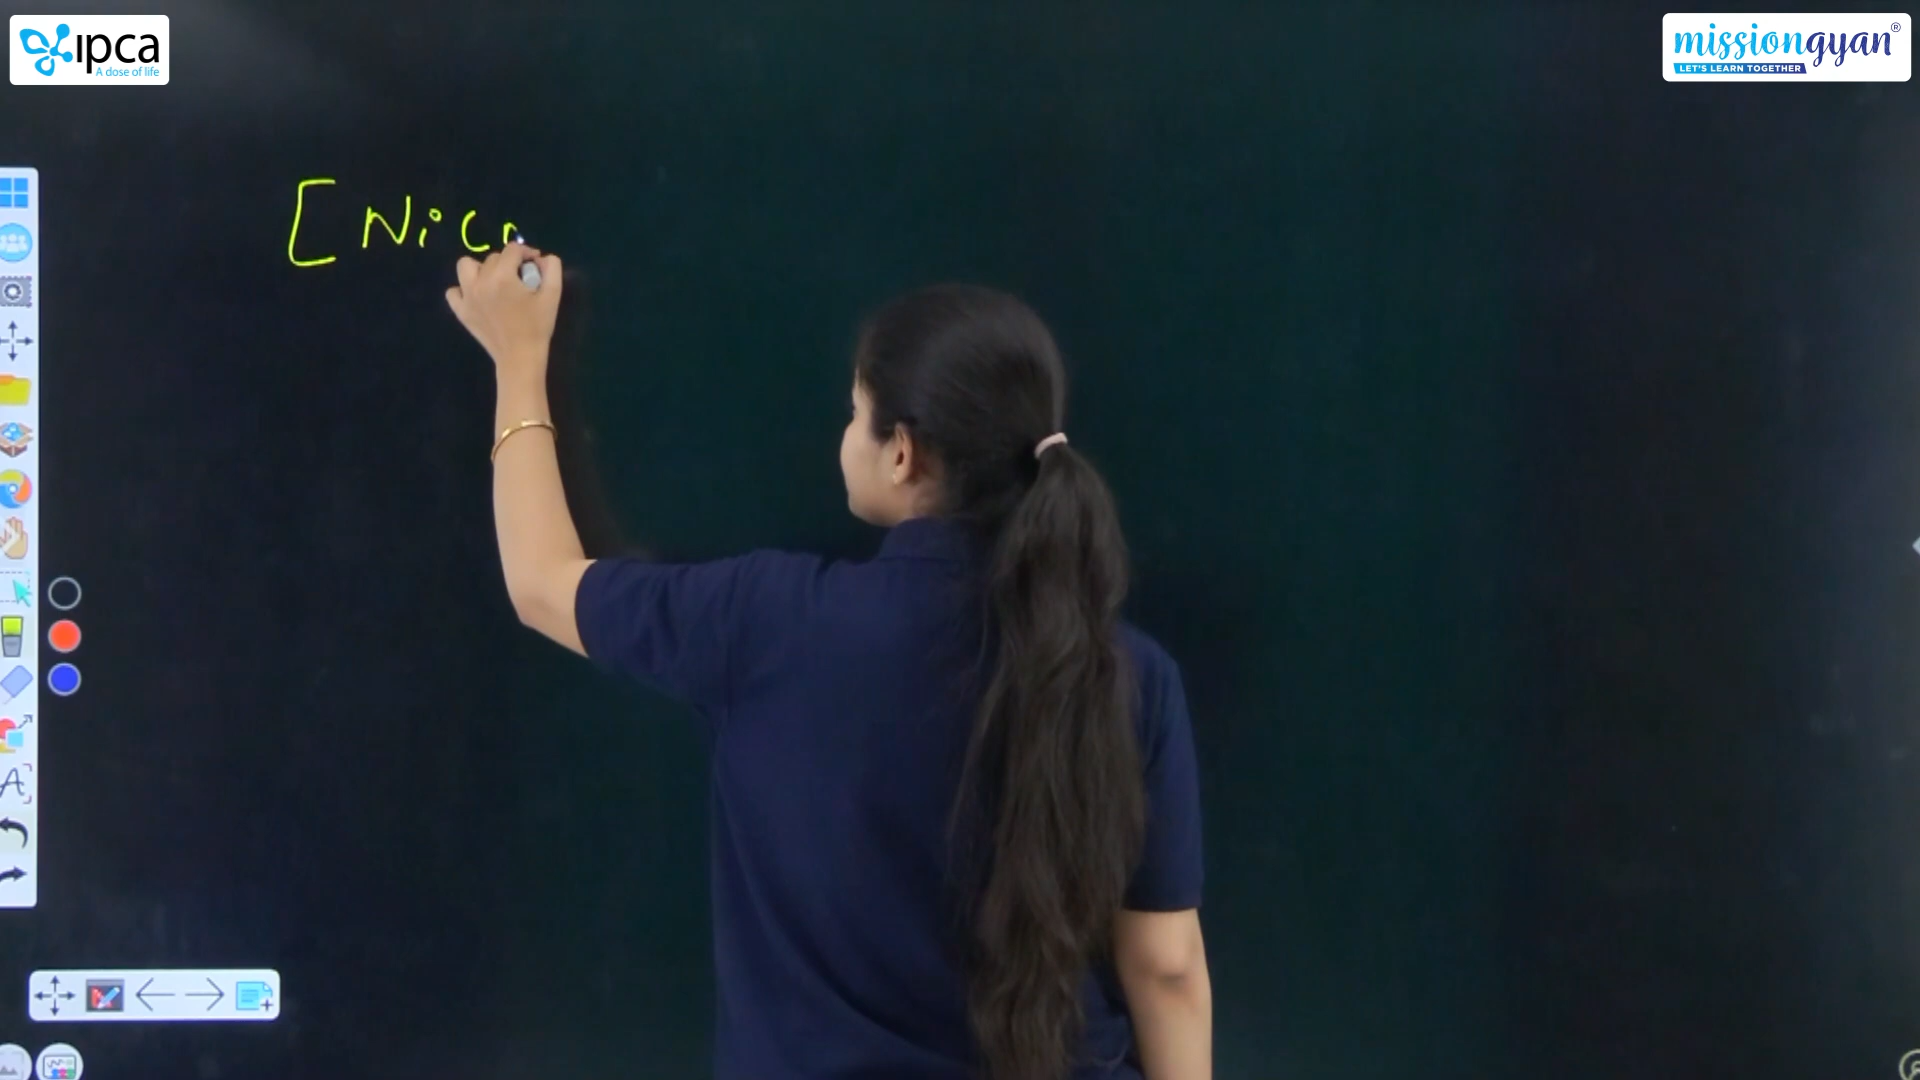 ipca
A dose of life
missiongyan®
LET'S LEARN TOGETHER
[ Ni C